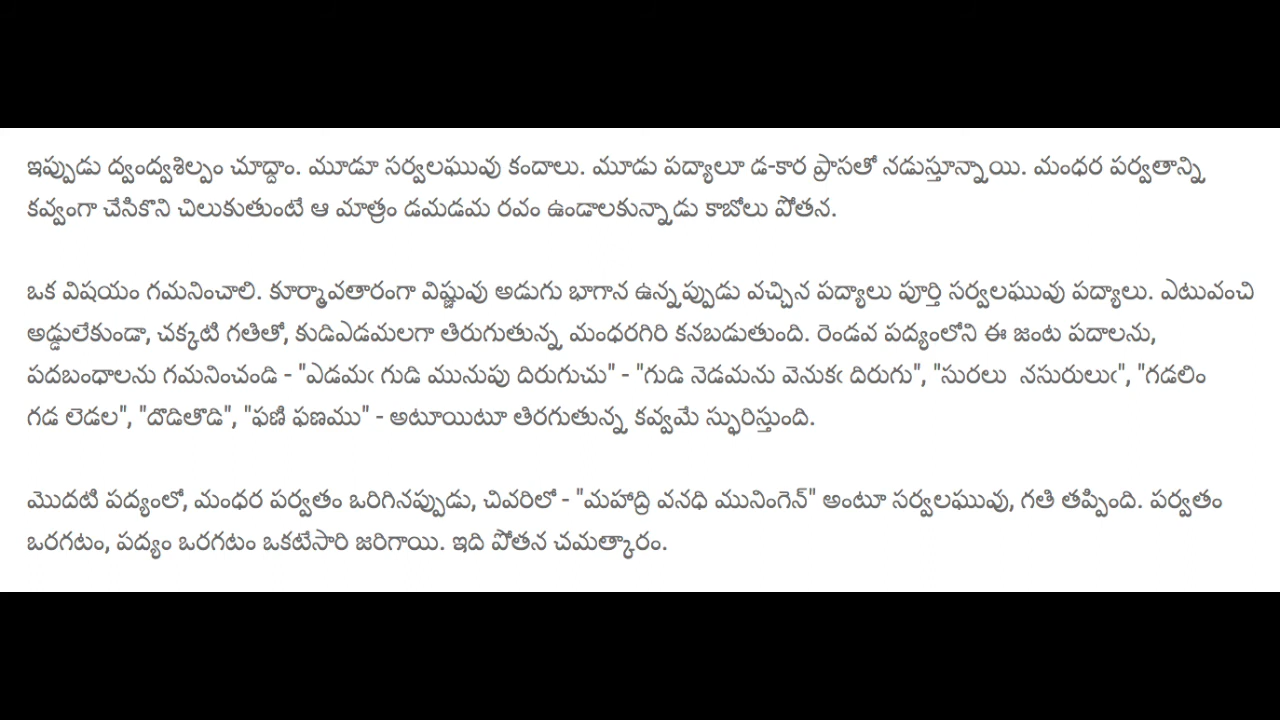 ఇప్పుడు ద్వంద్వశిల్పం చూద్దాం. మూడూ సర్వలఘువు కందాలు. మూడు పద్యాలూ డ-కార ప్రాసతో నడుస్తూన్నాయి. మంధర పర్వతాన్ని
కవ్వంగా చేసికొని చిలుకుతుంటే ఆ మాత్రం డమడమ రవం ఉండాలకున్నాడు కాబోలు పోతన.
ఒక విషయం గమనించాలి. కూర్మావతారంగా విష్ణువు అడుగు భాగాన ఉన్నప్పుడు వచ్చిన పద్యాలు పూర్తి సర్వలఘువు పద్యాలు. ఎటువంచి
అడ్డులేకుండా, చక్కటి గతితో, కుడిఎడమలగా తిరుగుతున్న మంధరగిరి కనబడుతుంది. రెండవ పద్యంలోని ఈ జంట పదాలను,
పదబంధాలను గమనించండి - "ఎడమఁ గుడి మునుపు దిరుగుచు" - "గుడి నెడమను వెనుకఁ దిరుగు", "సురలు  నసురులుఁ", "గడలిం
గడ లెడల", "దొడితొడి", "ఫణి ఫణము" - అటూయిటూ తిరగుతున్న కవ్వమే స్ఫురిస్తుంది.
మొదటి పద్యంలో, మంధర పర్వతం ఒరిగినప్పుడు, చివరిలో - "మహాద్రి వనధి మునింగెన్" అంటూ సర్వలఘువు, గతి తప్పింది. పర్వతం
ఒరగటం, పద్యం ఒరగటం ఒకటేసారి జరిగాయి. ఇది పోతన చమత్కారం.